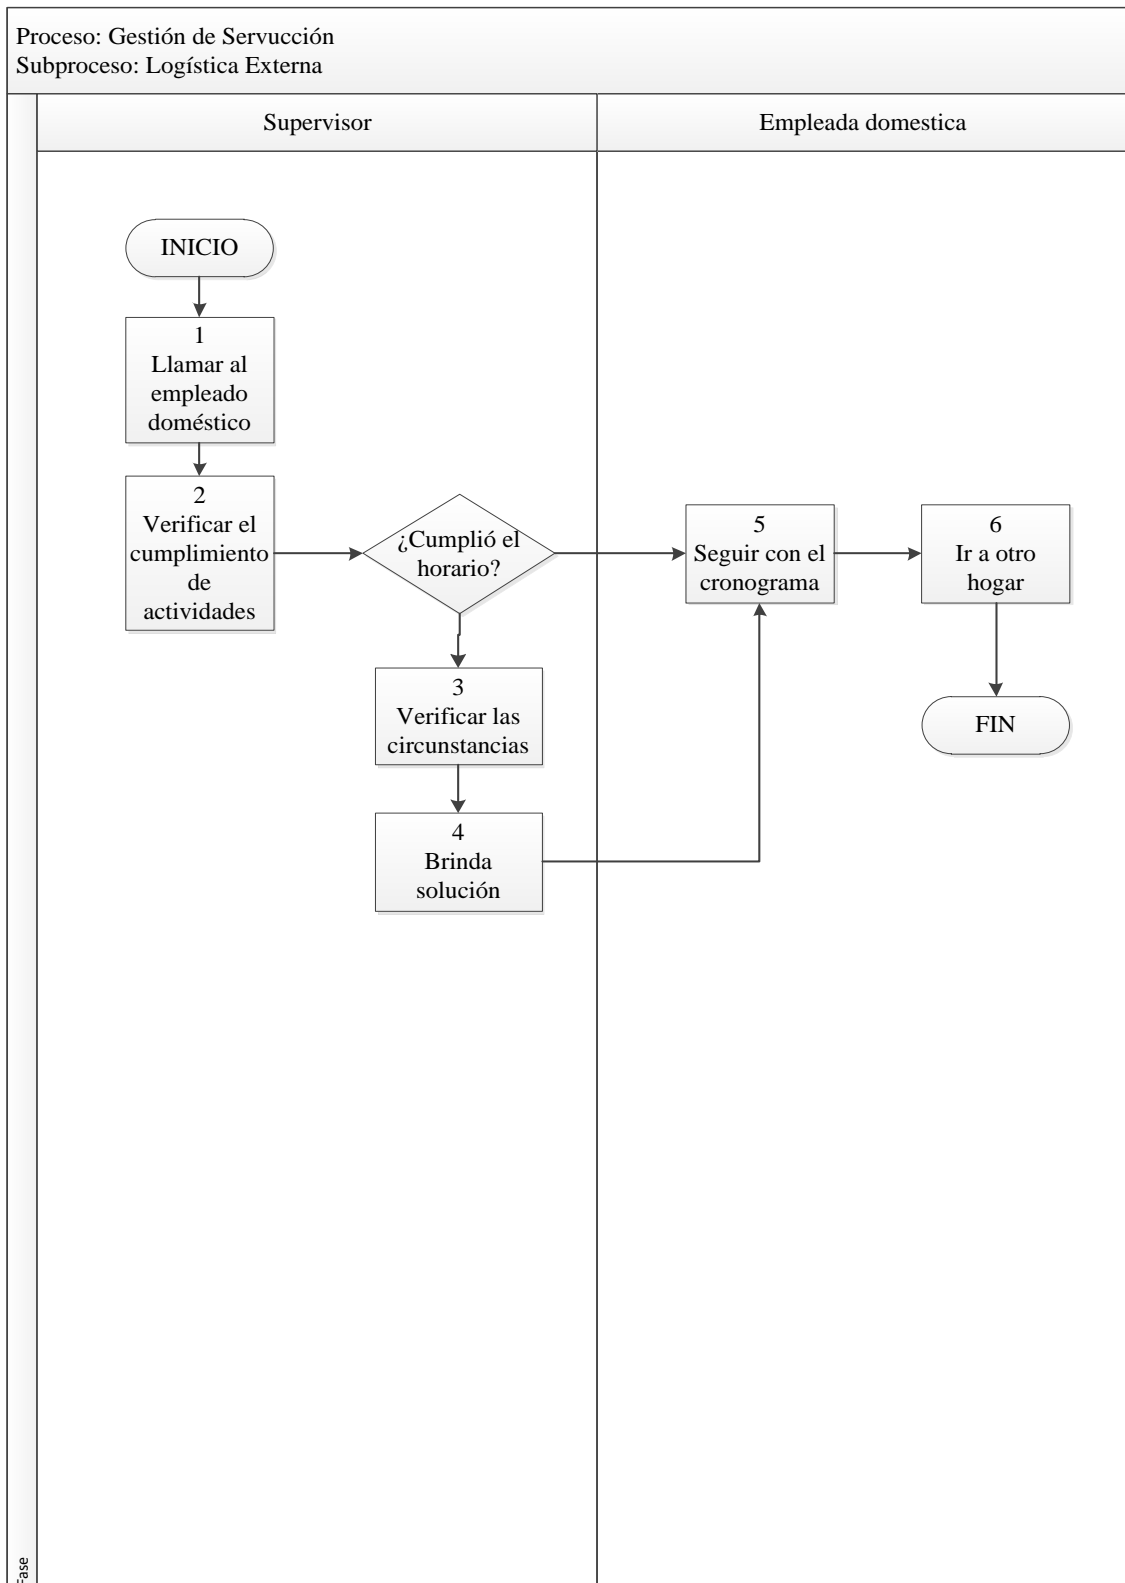 Proceso: Gestión de Servucción
Subproceso: Logística Externa
Supervisor
Empleada domestica
INICIO
1
Llamar al
empleado
doméstico
2
Verificar el
cumplimiento
de
actividades
¿Cumplió el
horario?
3
Verificar las
circunstancias
4
Brinda
solución
5
Seguir con el
cronograma
6
Ir a otro
hogar
FIN
Fase